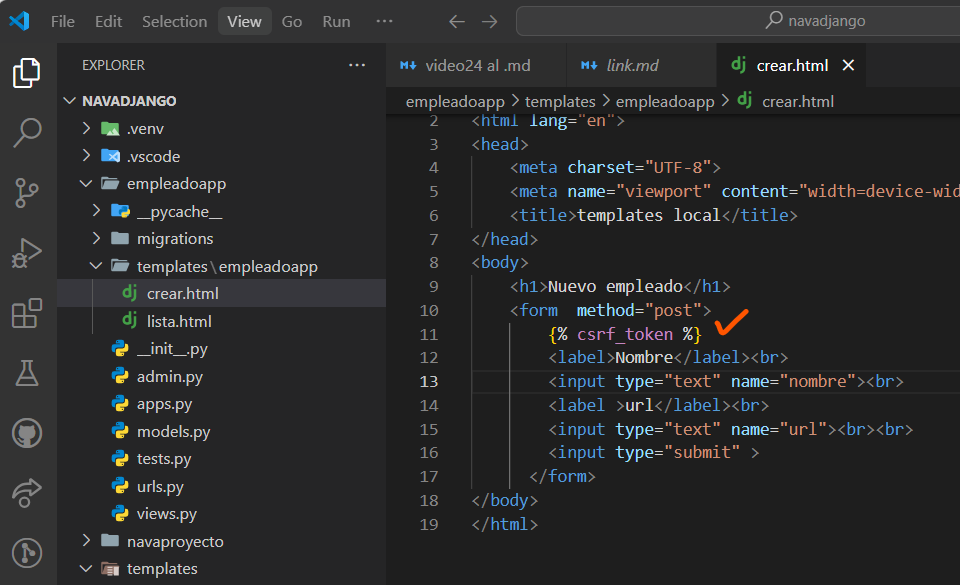 File Edit Selection View Go Run ··· ← → navadjango
EXPLORER ···
NAVADJANGO
.venv
.vscode
empleadoapp
__pycache__
migrations
templates\empleadoapp
crear.html
lista.html
__init__.py
admin.py
apps.py
models.py
tests.py
urls.py
views.py
navaproyecto
templates
video24 al .md link.md dj crear.html ×
empleadoapp > templates > empleadoapp > dj crear.html
2 <html lang="en">
3 <head>
4 <meta charset="UTF-8">
5 <meta name="viewport" content="width=device-wid
6 <title>templates local</title>
7 </head>
8 <body>
9 <h1>Nuevo empleado</h1>
10 <form  method="post">
11 {% csrf_token %}
12 <label>Nombre</label><br>
13 <input type="text" name="nombre"><br>
14 <label >url</label><br>
15 <input type="text" name="url"><br><br>
16 <input type="submit" >
17 </form>
18 </body>
19 </html>